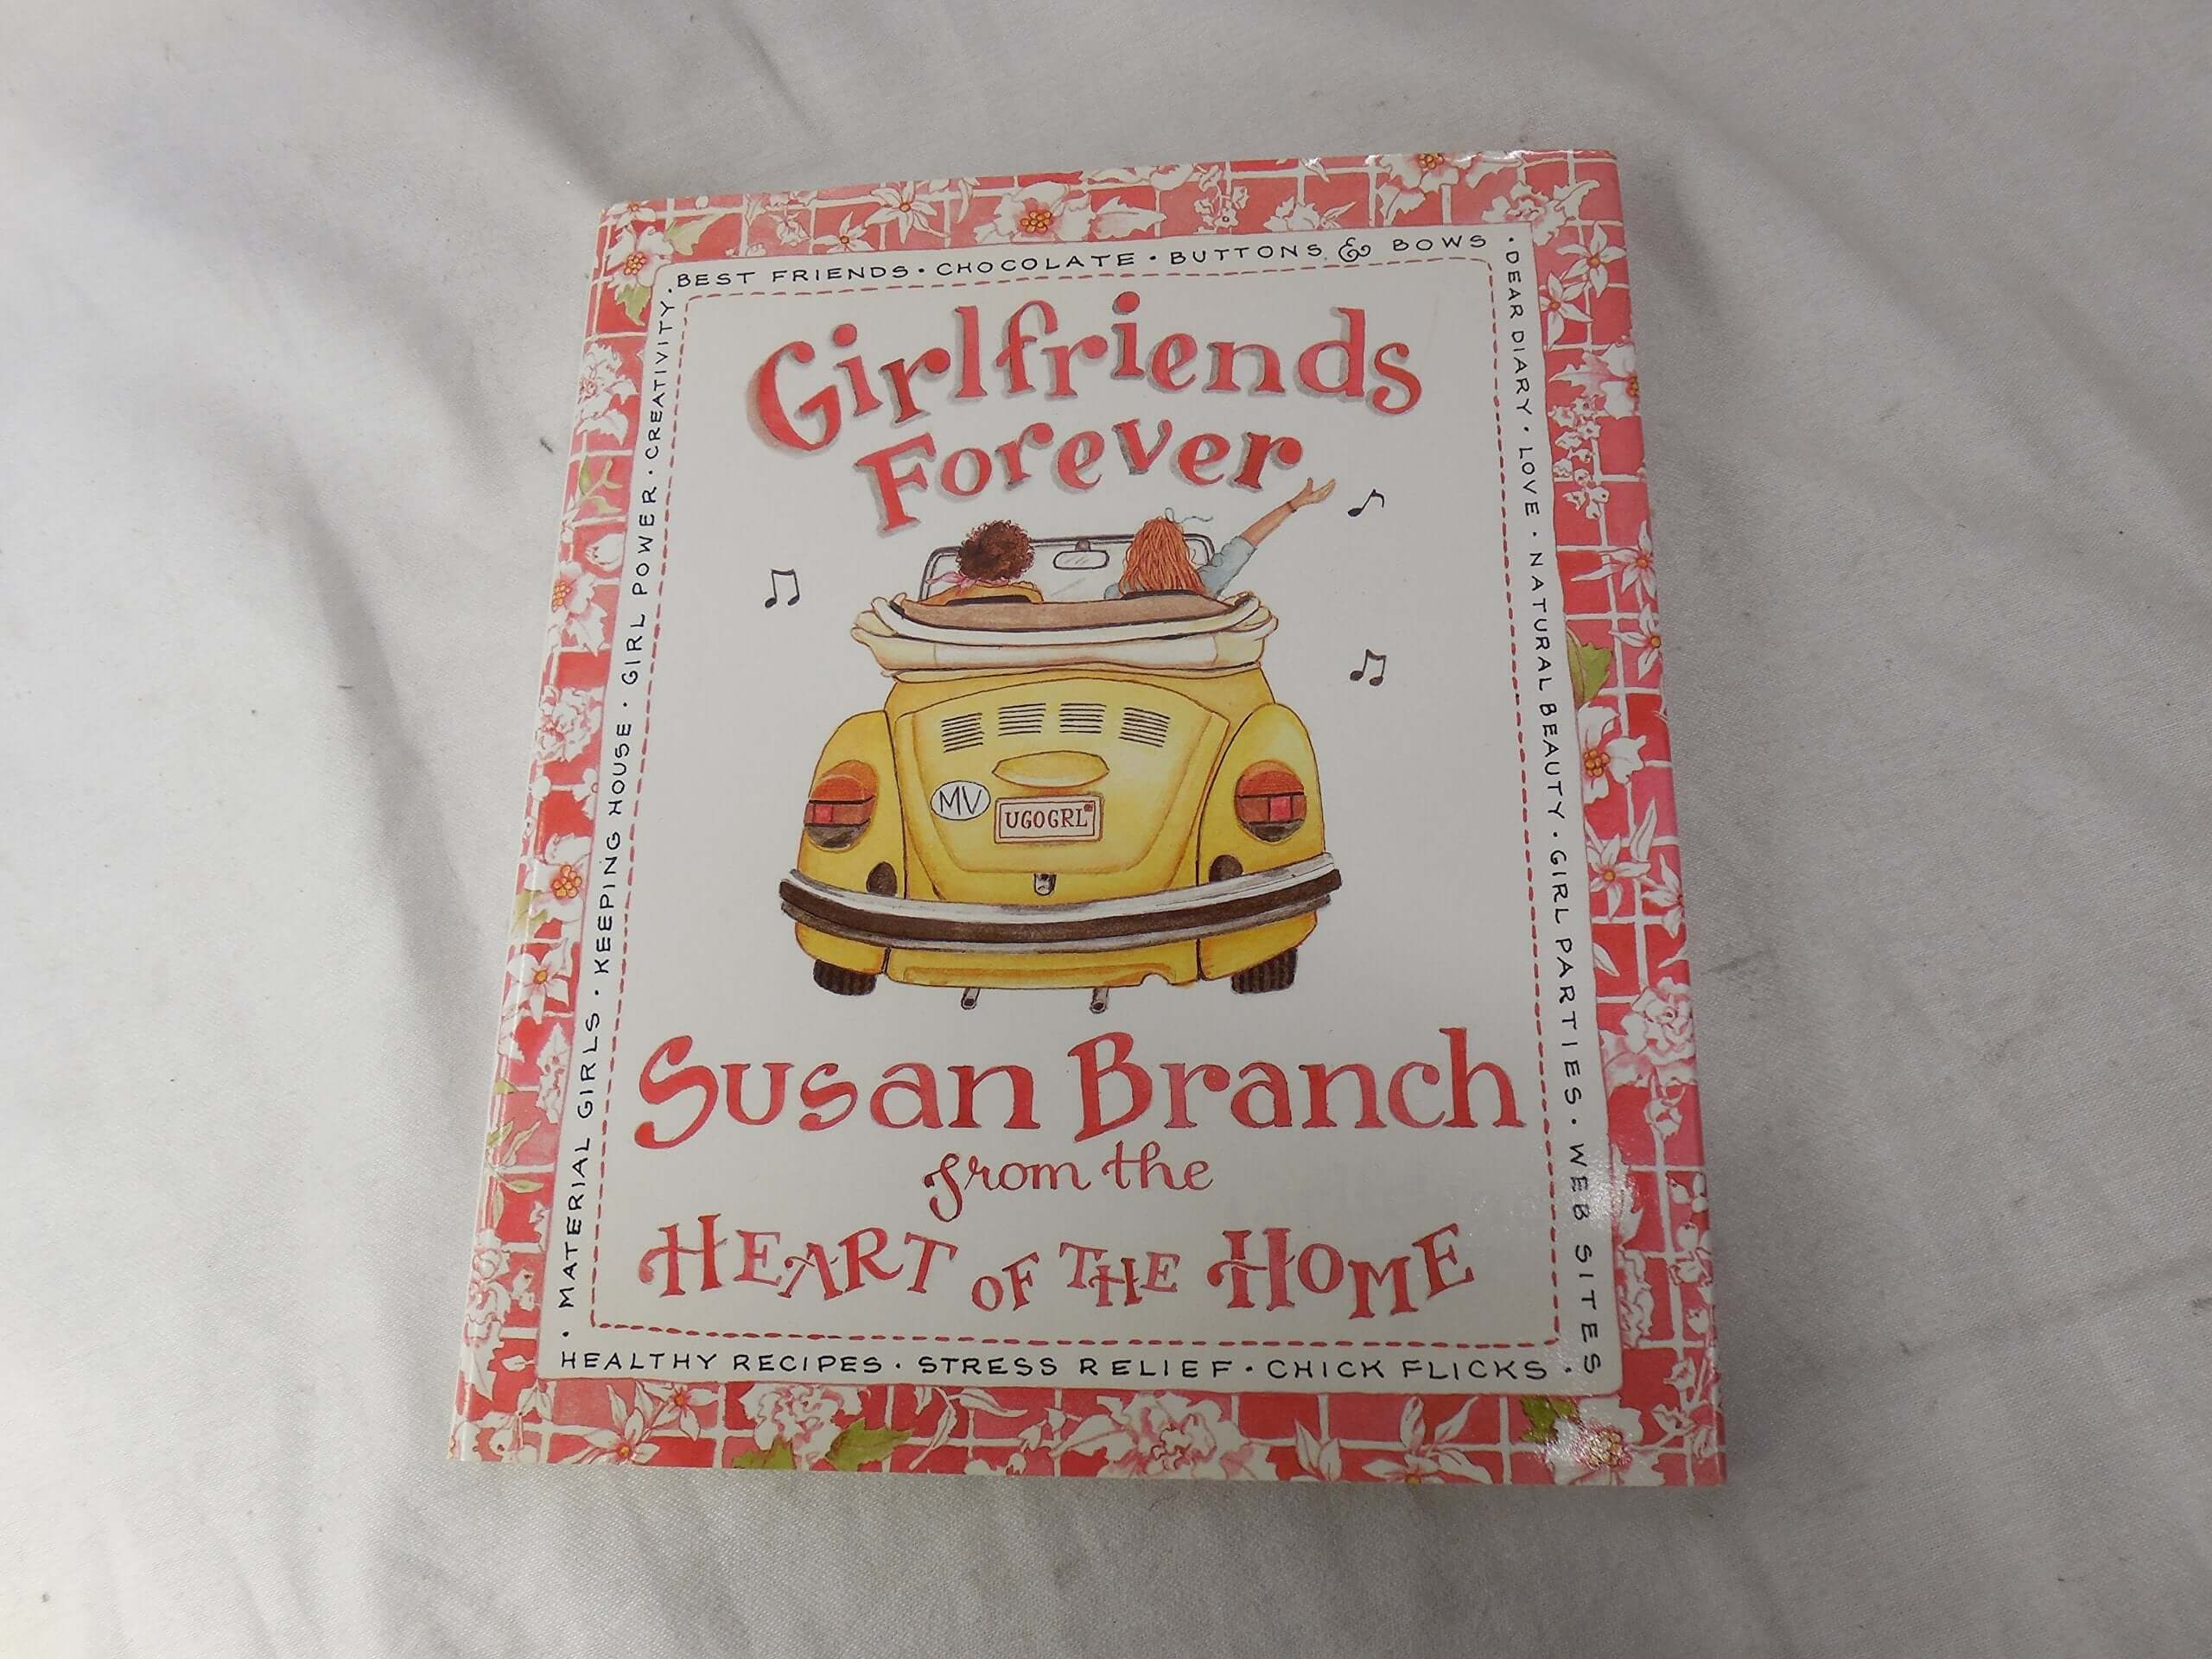 BEST FRIENDS · CHOCOLATE · BUTTONS & BOWS ·
DEAR DIARY · LOVE · NATURAL BEAUTY · GIRL PARTIES · WEB SITES
· HEALTHY RECIPES · STRESS RELIEF · CHICK FLICKS ·
· MATERIAL GIRLS · KEEPING HOUSE · GIRL POWER · CREATIVITY ·
Girlfriends
Forever
MV
UGOGRL
Susan Branch
from the
HEART OF THE HOME